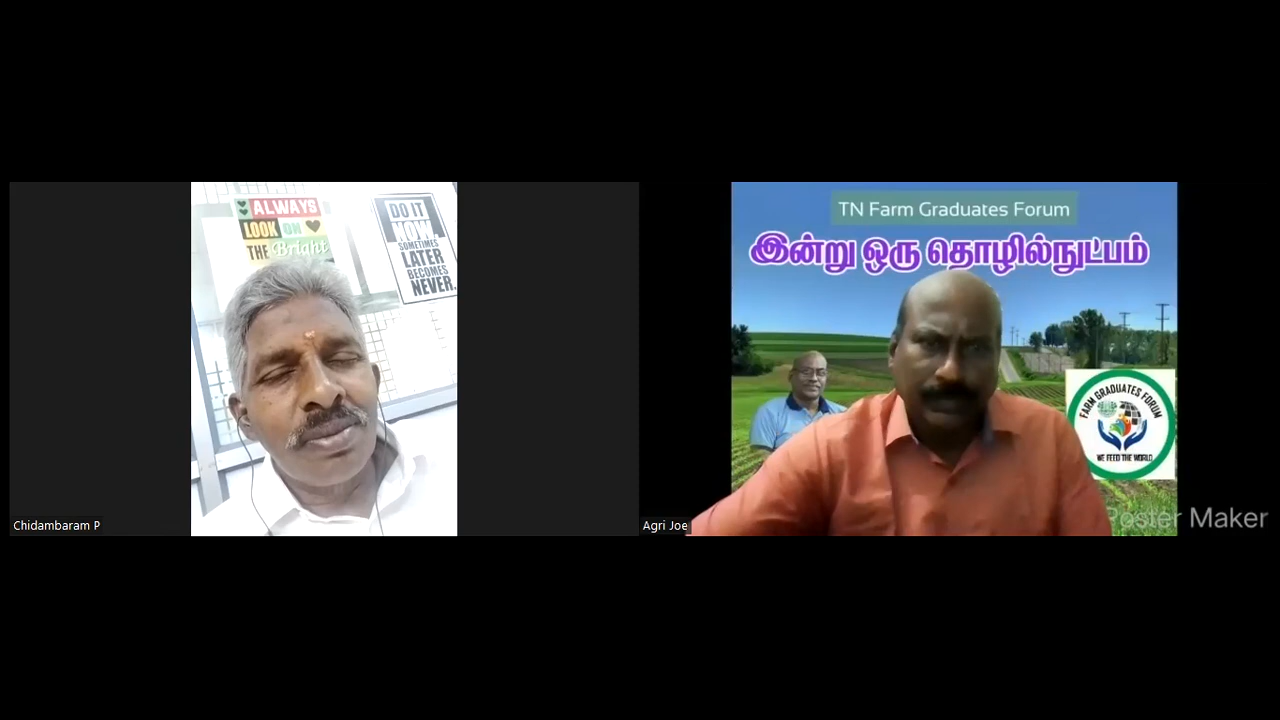 ALWAYS
LOOK ON
THE Bright
DO IT
NOW.
SOMETIMES
LATER
BECOMES
NEVER.
Chidambaram P
TN Farm Graduates Forum
இன்று ஒரு தொழில்நுட்பம்
FARM GRADUATES FORUM
WE FEED THE WORLD
Agri Joe
Poster Maker